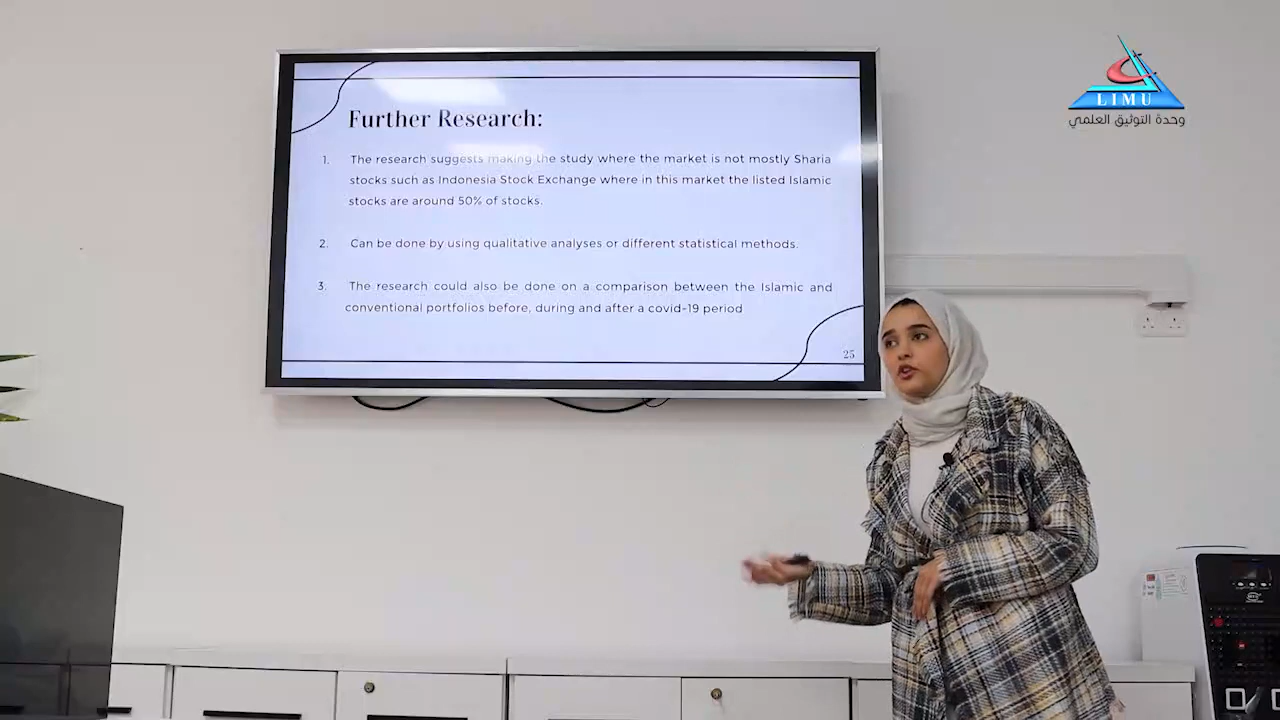 LIMU
وحدة التوثيق العلمي
Further Research:
1. The research suggests making the study where the market is not mostly Sharia
stocks such as Indonesia Stock Exchange where in this market the listed Islamic
stocks are around 50% of stocks.
2. Can be done by using qualitative analyses or different statistical methods.
3. The research could also be done on a comparison between the Islamic and
conventional portfolios before, during and after a covid-19 period
25